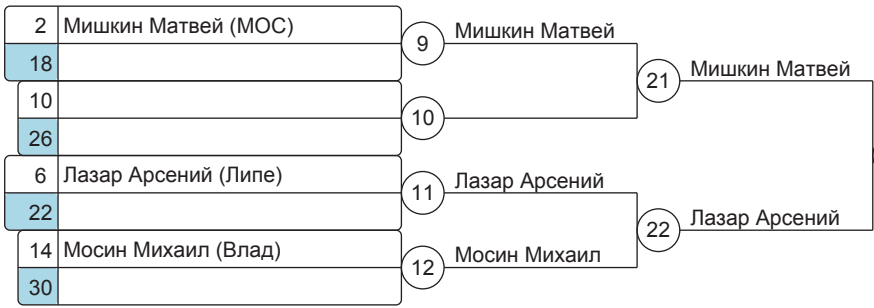 2 Мишкин Матвей (МОС)
18
9 Мишкин Матвей
10
26
10
21 Мишкин Матвей
6 Лазар Арсений (Липе)
22
11 Лазар Арсений
14 Мосин Михаил (Влад)
30
12 Мосин Михаил
22 Лазар Арсений